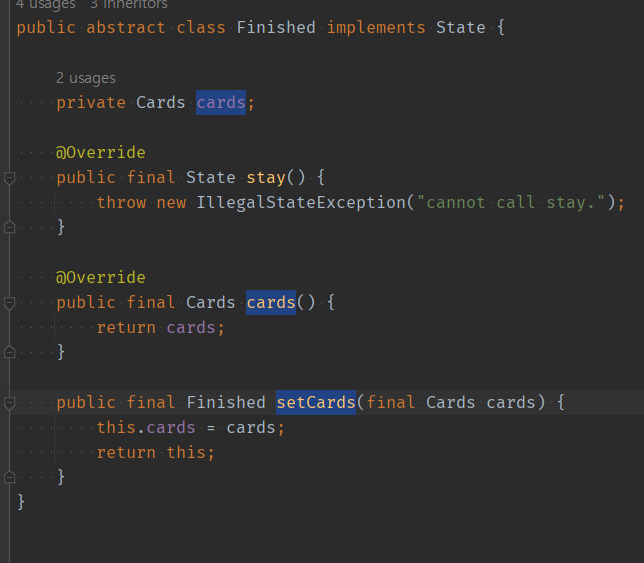 4 usages 3 inheritors
public abstract class Finished implements State {
2 usages
private Cards cards;
@Override
public final State stay() {
throw new IllegalStateException("cannot call stay.");
}
@Override
public final Cards cards() {
return cards;
}
public final Finished setCards(final Cards cards) {
this.cards = cards;
return this;
}
}